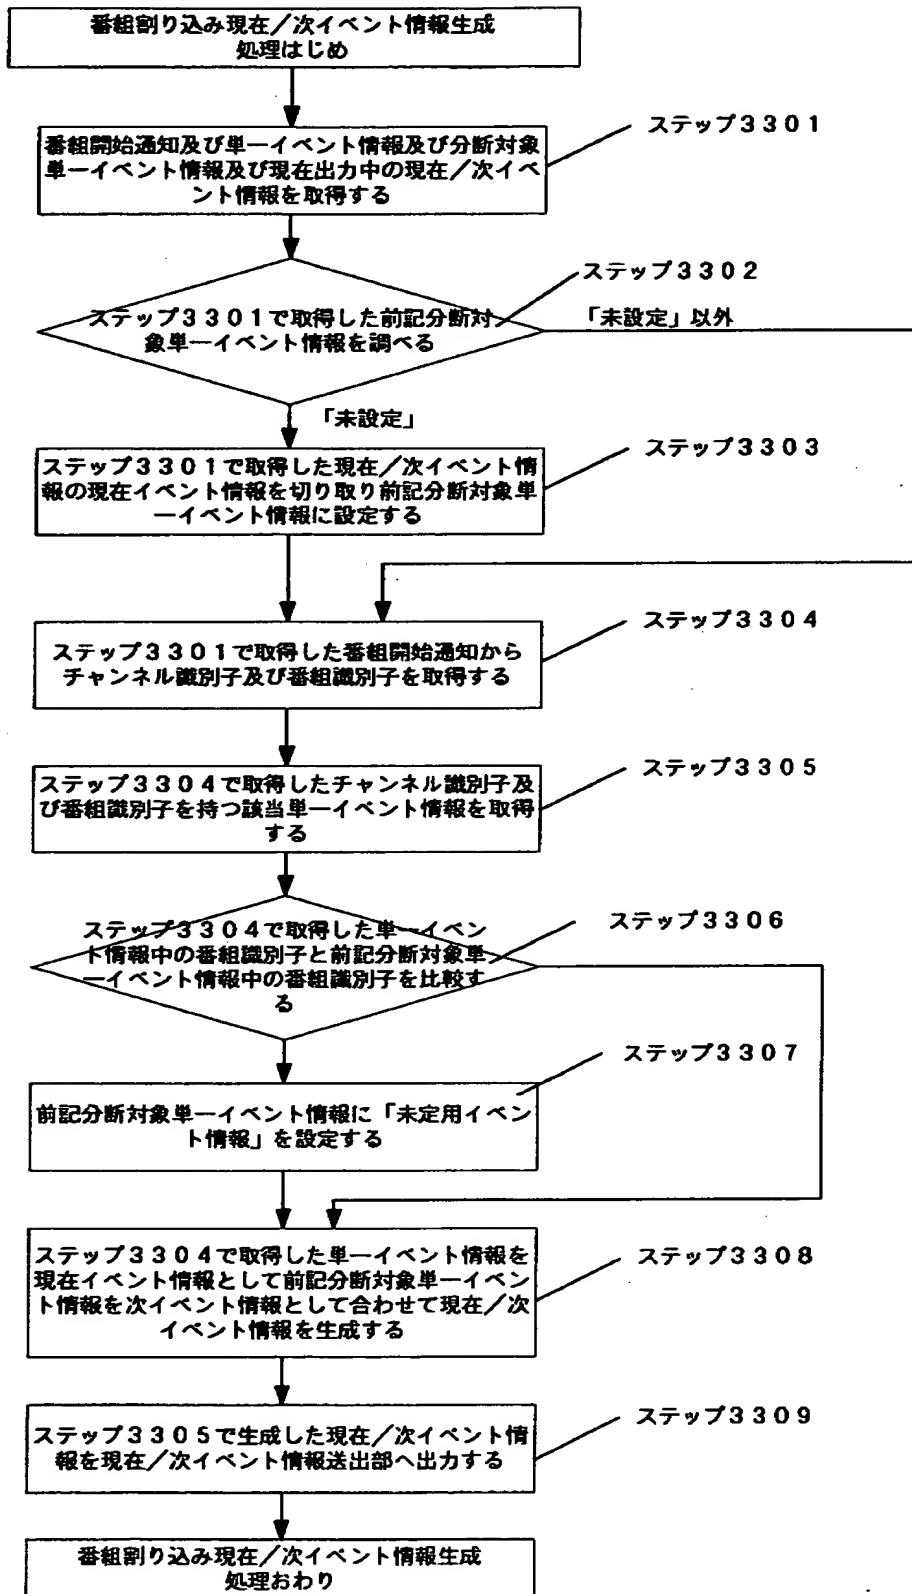 番組割り込み現在／次イベント情報生成
処理はじめ
ステップ３３０１
番組開始通知及び単一イベント情報及び分断対象
単一イベント情報及び現在出力中の現在／次イベ
ント情報を取得する
ステップ３３０２
ステップ３３０１で取得した前記分断対
象単一イベント情報を調べる
「未設定」以外
「未設定」
ステップ３３０３
ステップ３３０１で取得した現在／次イベント情
報の現在イベント情報を切り取り前記分断対象単
一イベント情報に設定する
ステップ３３０４
ステップ３３０１で取得した番組開始通知から
チャンネル識別子及び番組識別子を取得する
ステップ３３０５
ステップ３３０４で取得したチャンネル識別子及
び番組識別子を持つ該当単一イベント情報を取得
する
ステップ３３０６
ステップ３３０４で取得した単一イベン
ト情報中の番組識別子と前記分断対象単
一イベント情報中の番組識別子を比較す
る
ステップ３３０７
前記分断対象単一イベント情報に「未定用イベン
ト情報」を設定する
ステップ３３０８
ステップ３３０４で取得した単一イベント情報を
現在イベント情報として前記分断対象単一イベン
ト情報を次イベント情報として合わせて現在／次
イベント情報を生成する
ステップ３３０９
ステップ３３０５で生成した現在／次イベント情
報を現在／次イベント情報送出部へ出力する
番組割り込み現在／次イベント情報生成
処理おわり